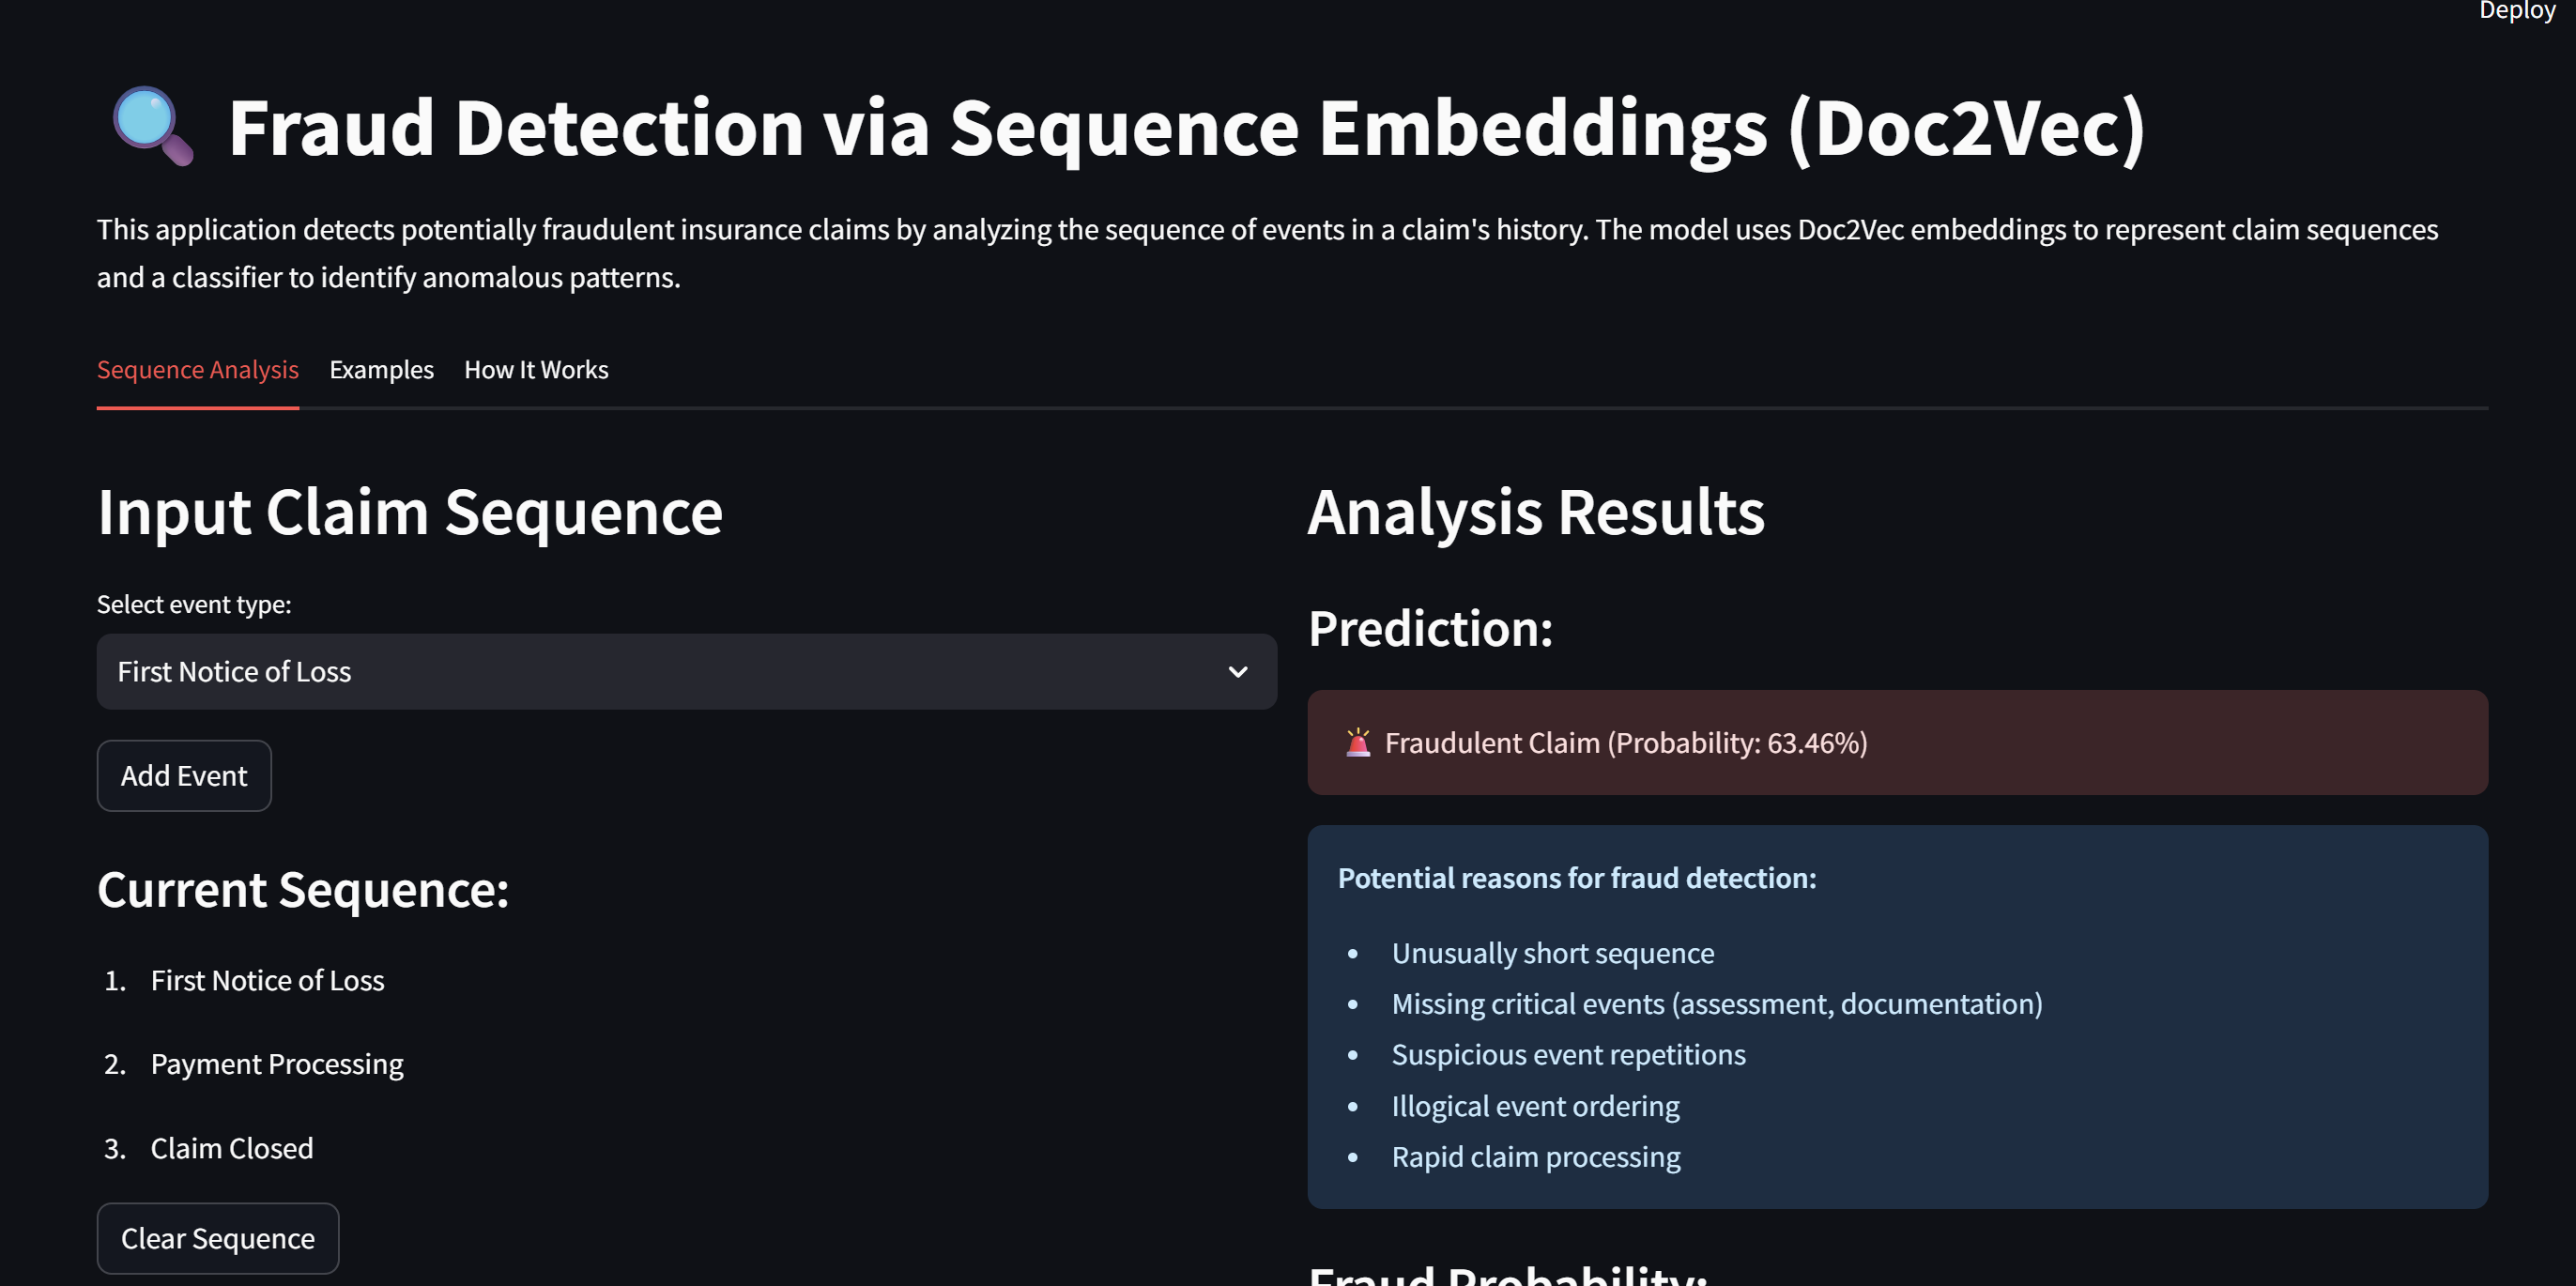 Deploy
Fraud Detection via Sequence Embeddings (Doc2Vec)
This application detects potentially fraudulent insurance claims by analyzing the sequence of events in a claim's history. The model uses Doc2Vec embeddings to represent claim sequences
and a classifier to identify anomalous patterns.
Sequence Analysis
Examples
How It Works
Input Claim Sequence
Select event type:
First Notice of Loss
Add Event
Current Sequence:
1. First Notice of Loss
2. Payment Processing
3. Claim Closed
Clear Sequence
Analysis Results
Prediction:
Fraudulent Claim (Probability: 63.46%)
Potential reasons for fraud detection:
• Unusually short sequence
• Missing critical events (assessment, documentation)
• Suspicious event repetitions
• Illogical event ordering
• Rapid claim processing
Fraud Probability: